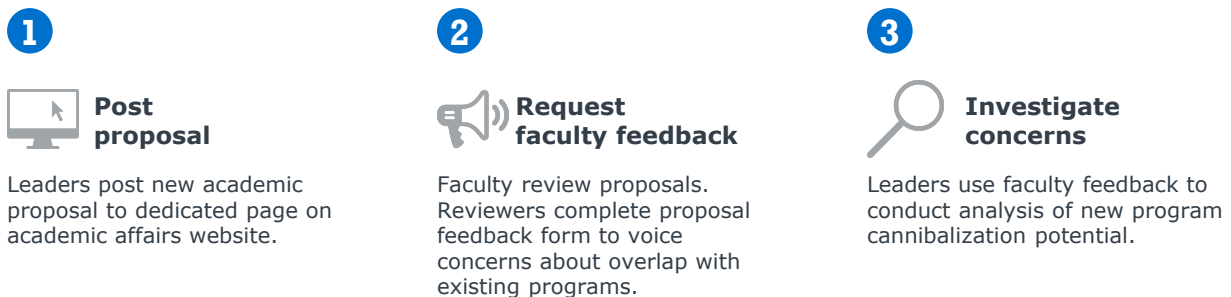 1
Post
proposal
Leaders post new academic
proposal to dedicated page on
academic affairs website.
2
Request
faculty feedback
Faculty review proposals.
Reviewers complete proposal
feedback form to voice
concerns about overlap with
existing programs.
3
Investigate
concerns
Leaders use faculty feedback to
conduct analysis of new program
cannibalization potential.